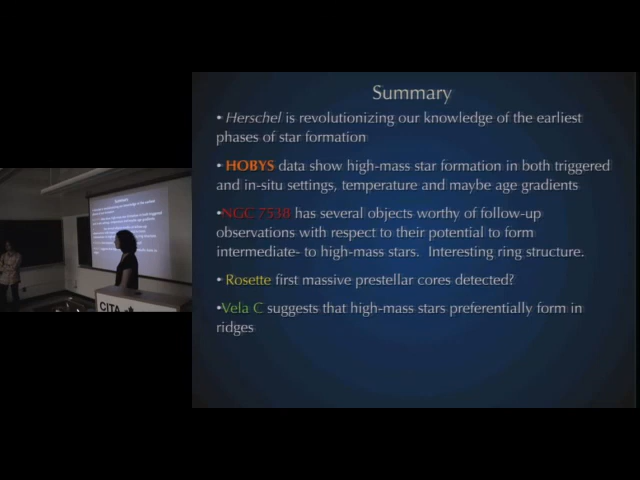 Summary
• Herschel is revolutionizing our knowledge of the earliest
phases of star formation
• HOBYS data show high-mass star formation in both triggered
and in-situ settings, temperature and maybe age gradients
•NGC 7538 has several objects worthy of follow-up
observations with respect to their potential to form
intermediate- to high-mass stars. Interesting ring structure.
• Rosette first massive prestellar cores detected?
•Vela C suggests that high-mass stars preferentially form in
ridges
Summary
CITA